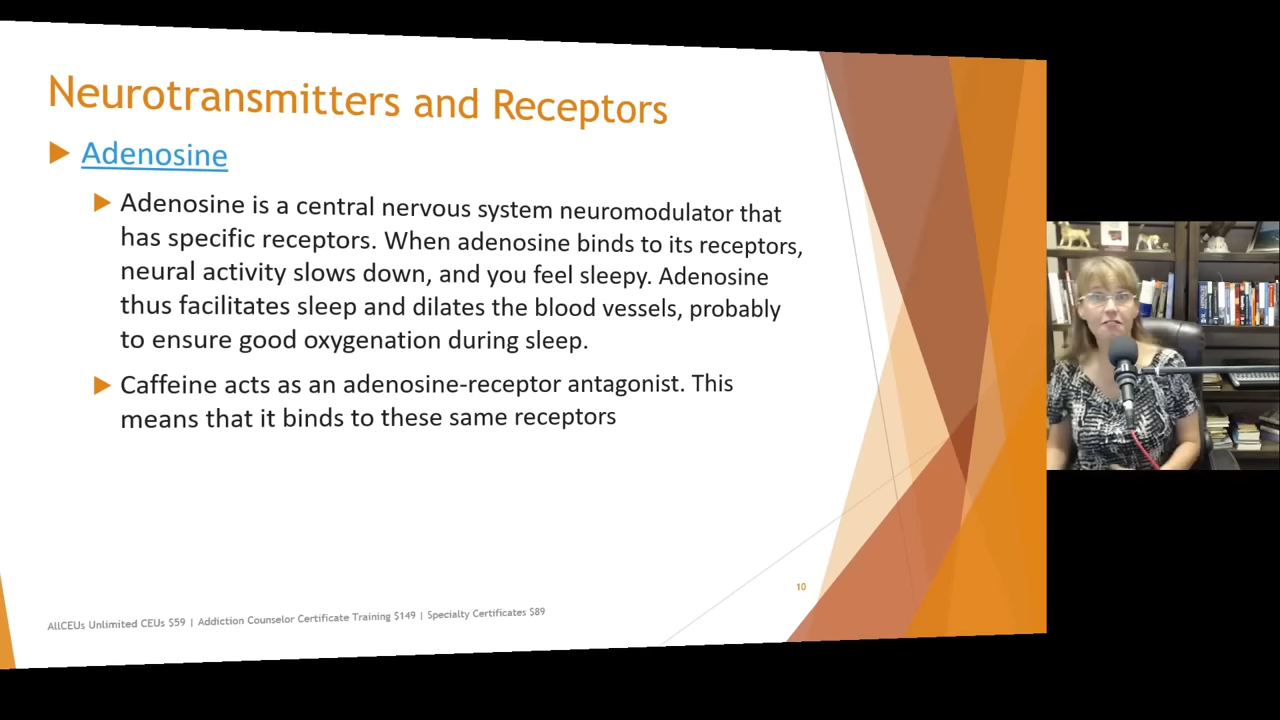 Neurotransmitters and Receptors
Adenosine
Adenosine is a central nervous system neuromodulator that
has specific receptors. When adenosine binds to its receptors,
neural activity slows down, and you feel sleepy. Adenosine
thus facilitates sleep and dilates the blood vessels, probably
to ensure good oxygenation during sleep.
Caffeine acts as an adenosine-receptor antagonist. This
means that it binds to these same receptors
10
AllCEUs Unlimited CEUs $59 | Addiction Counselor Certificate Training $149 | Specialty Certificates $89